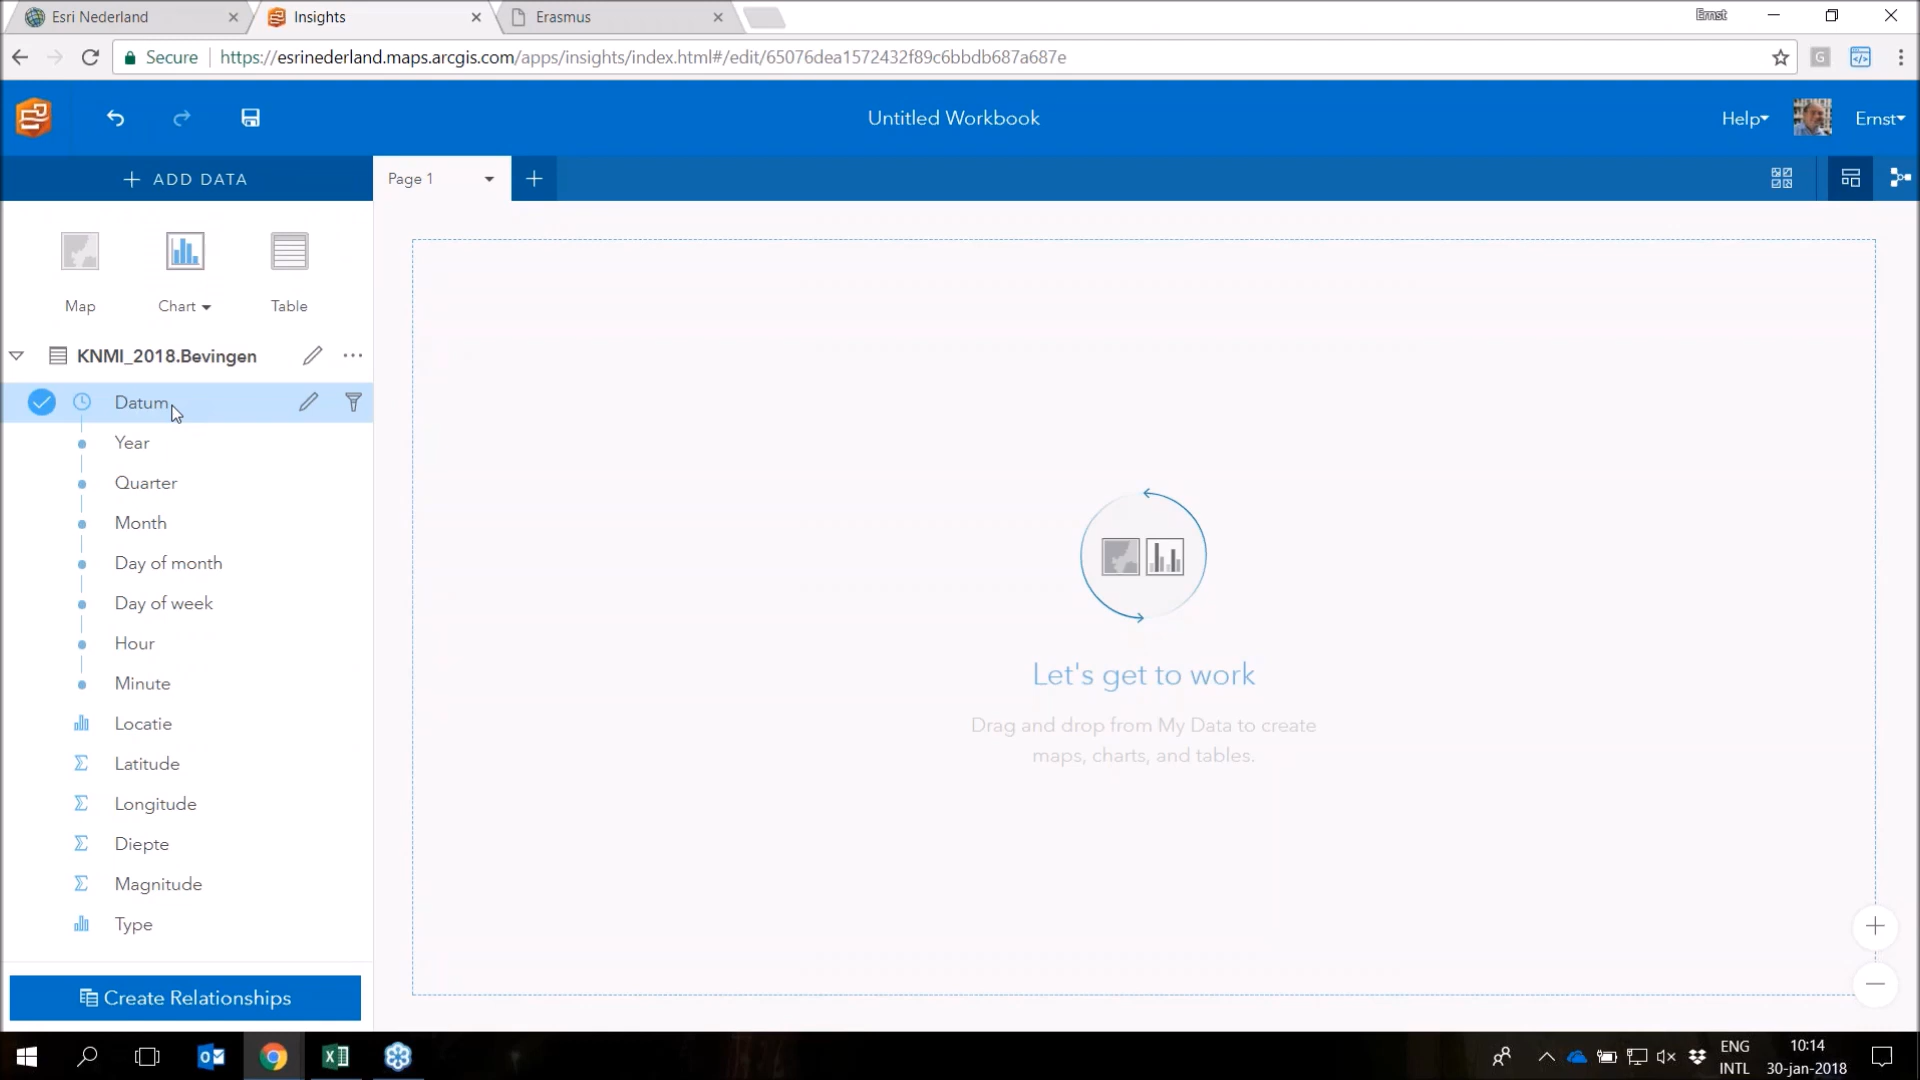 Esri Nederland
Insights
Erasmus
Ernst
Secure
https://esrinederland.maps.arcgis.com/apps/insights/index.html#/edit/65076dea1572432f89c6bbdb687a687e
G
Untitled Workbook
Help
Ernst
ADD DATA
Page 1
Map
Chart
Table
KNMI_2018.Bevingen
Datum
Year
Quarter
Month
Day of month
Day of week
Hour
Minute
Locatie
Latitude
Longitude
Diepte
Magnitude
Type
Create Relationships
Let's get to work
Drag and drop from My Data to create
maps, charts, and tables.
ENG
INTL
10:14
30-jan-2018